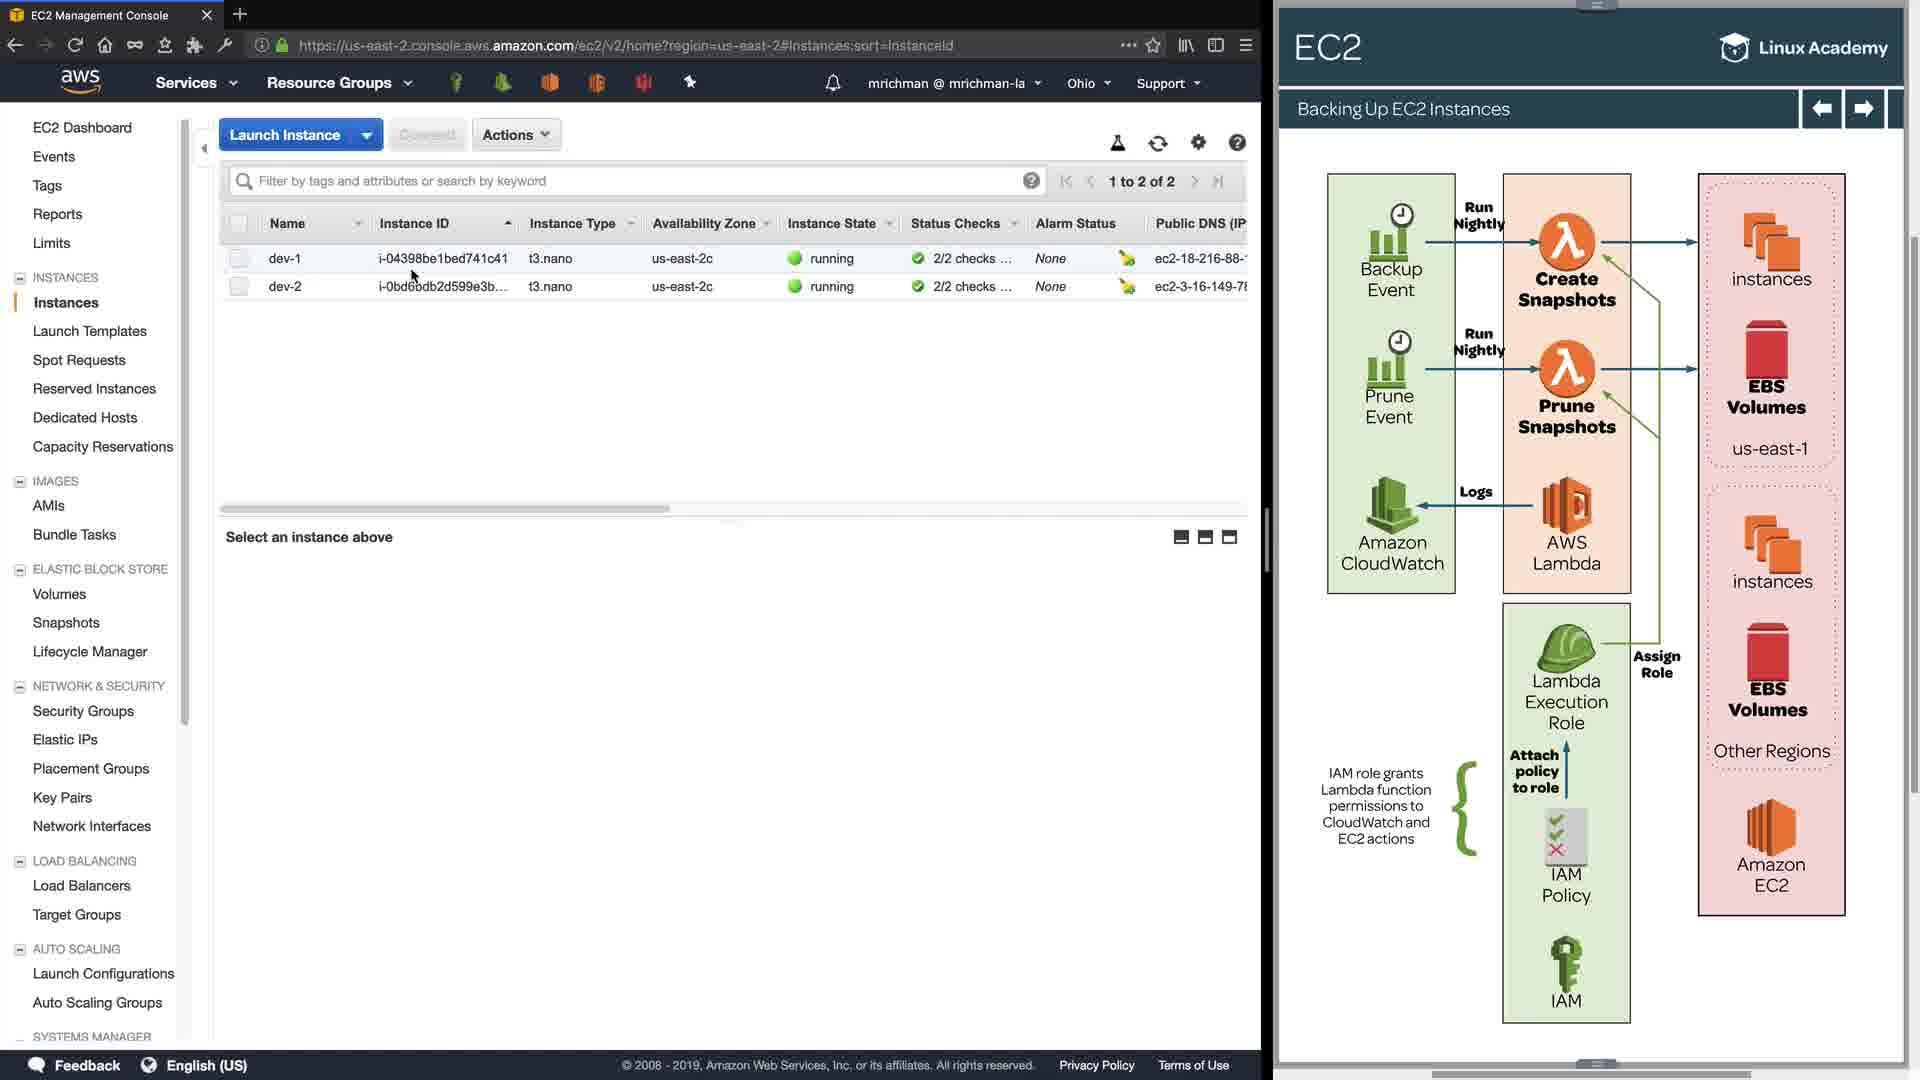 EC2 Management Console
https://us-east-2.console.aws.amazon.com/ec2/v2/home?region=us-east-2#Instances:sort=instanceId
aws
Services
Resource Groups
mrichman @ mrichman-la
Ohio
Support
EC2 Dashboard
Events
Tags
Reports
Limits
INSTANCES
Instances
Launch Templates
Spot Requests
Reserved Instances
Dedicated Hosts
Capacity Reservations
IMAGES
AMIs
Bundle Tasks
ELASTIC BLOCK STORE
Volumes
Snapshots
Lifecycle Manager
NETWORK & SECURITY
Security Groups
Elastic IPs
Placement Groups
Key Pairs
Network Interfaces
LOAD BALANCING
Load Balancers
Target Groups
AUTO SCALING
Launch Configurations
Auto Scaling Groups
SYSTEMS MANAGER
Launch Instance
Connect
Actions
Filter by tags and attributes or search by keyword
1 to 2 of 2
Name Instance ID Instance Type Availability Zone Instance State Status Checks Alarm Status Public DNS (IP
dev-1 i-04398be1bed741c41 t3.nano us-east-2c running 2/2 checks ... None ec2-18-216-88-
dev-2 t3.nano us-east-2c running 2/2 checks ... None ec2-3-16-149-78
Select an instance above
Feedback
English (US)
© 2008 - 2019, Amazon Web Services, Inc. or its affiliates. All rights reserved.
Privacy Policy
Terms of Use
EC2
Linux Academy
Backing Up EC2 Instances
Backup
Event
Run
Nightly
Create
Snapshots
instances
Prune
Event
Run
Nightly
Prune
Snapshots
EBS
Volumes
us-east-1
Amazon
CloudWatch
Logs
AWS
Lambda
instances
EBS
Volumes
Other Regions
Amazon
EC2
Lambda
Execution
Role
Assign
Role
Attach
policy
to role
IAM role grants
Lambda function
permissions to
CloudWatch and
EC2 actions
IAM
Policy
IAM